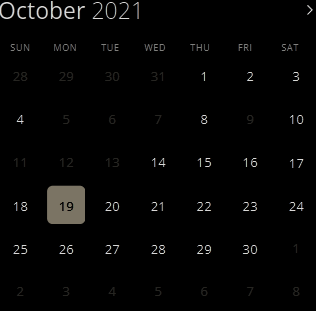 October 2021
SUN MON TUE WED THU FRI SAT
28 29 30 31 1 2 3
4 5 6 7 8 9 10
11 12 13 14 15 16 17
18 19 20 21 22 23 24
25 26 27 28 29 30 1
2 3 4 5 6 7 8